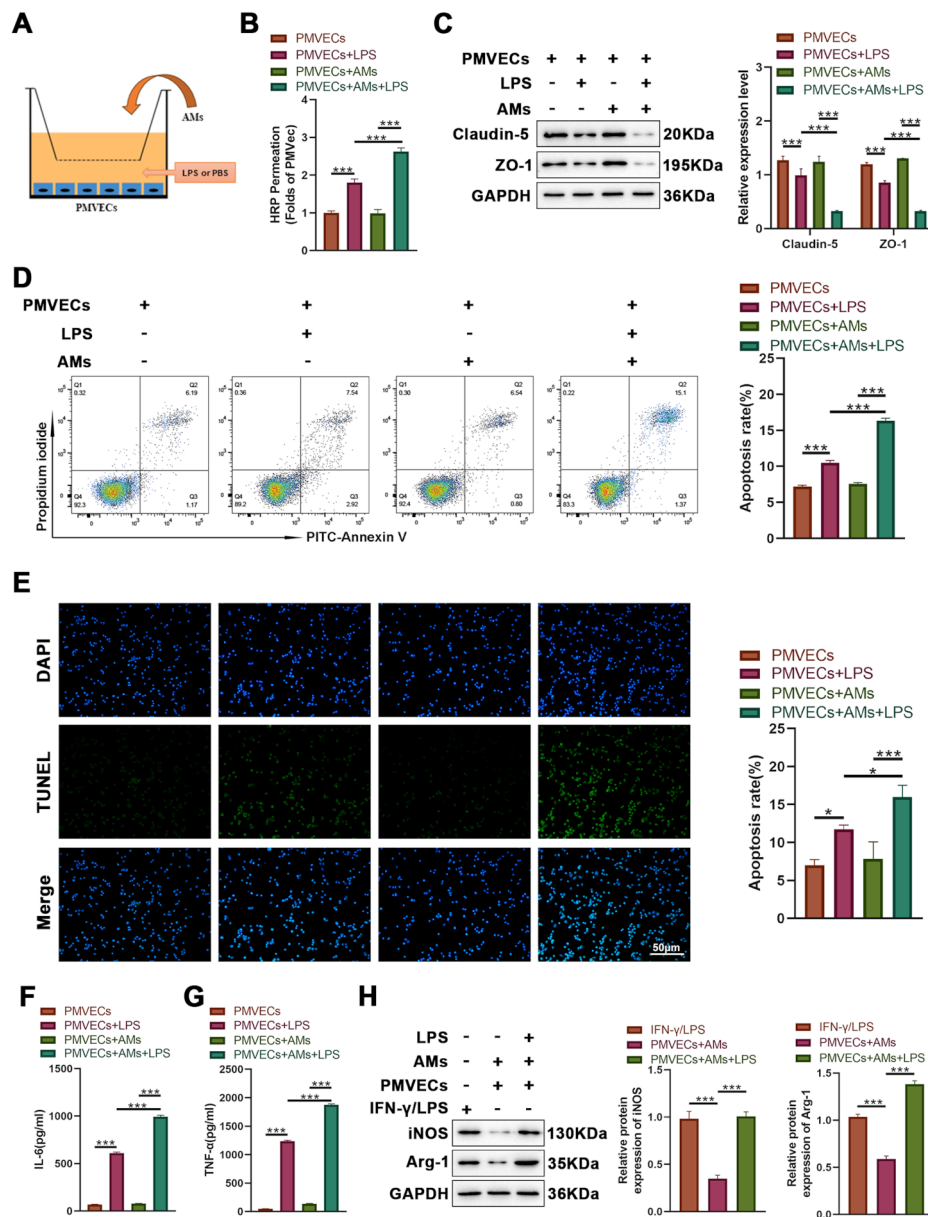 A
AMs
LPS or PBS
PMVECs
B
PMVECs
PMVECs+LPS
PMVECs+AMs
PMVECs+AMs+LPS
HRP Permeation
(Folds of PMVec)
4
3
2
1
0
***
***
***
C
PMVECs + + + +
LPS - + - +
AMs - - + +
Claudin-5 20KDa
ZO-1 195KDa
GAPDH 36KDa
PMVECs
PMVECs+LPS
PMVECs+AMs
PMVECs+AMs+LPS
Relative expression level
3
2
1
0
*** *** *** *** *** ***
Claudin-5 ZO-1
D
PMVECs + + + +
LPS - + - +
AMs - - + +
Propidium iodide
PITC-Annexin V
Q1
0.32
Q2
6.19
Q4
92.3
Q3
1.17
Q1
0.36
Q2
7.54
Q4
89.2
Q3
2.92
Q1
0.30
Q2
6.54
Q4
92.4
Q3
0.80
Q1
0.22
Q2
15.1
Q4
83.3
Q3
1.37
PMVECs
PMVECs+LPS
PMVECs+AMs
PMVECs+AMs+LPS
Apoptosis rate(%)
25
20
15
10
5
0
***
***
***
E
DAPI
TUNEL
Merge
50μm
PMVECs
PMVECs+LPS
PMVECs+AMs
PMVECs+AMs+LPS
Apoptosis rate(%)
25
20
15
10
5
0
*
*
***
F
PMVECs
PMVECs+LPS
PMVECs+AMs
PMVECs+AMs+LPS
IL-6(pg/ml)
1500
1000
500
0
***
***
***
G
PMVECs
PMVECs+LPS
PMVECs+AMs
PMVECs+AMs+LPS
TNF-α(pg/ml)
2500
2000
1500
1000
500
0
***
***
***
H
LPS - - +
AMs - + +
PMVECs - + +
IFN-γ/LPS + - -
iNOS 130KDa
Arg-1 35KDa
GAPDH 36KDa
IFN-γ/LPS
PMVECs+AMs
PMVECs+AMs+LPS
Relative protein
expression of iNOS
1.5
1.0
0.5
0.0
*** ***
IFN-γ/LPS
PMVECs+AMs
PMVECs+AMs+LPS
Relative protein
expression of Arg-1
1.5
1.0
0.5
0.0
*** ***